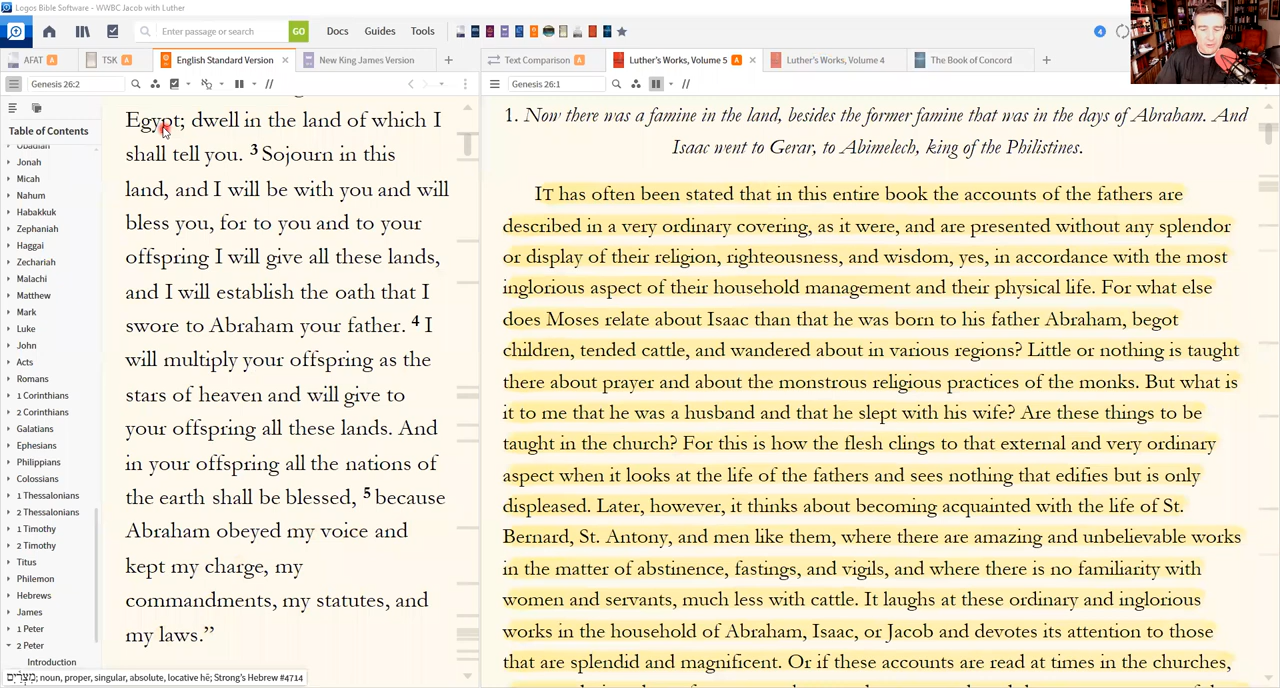 Logos Bible Software - WWBC Jacob with Luther
Enter passage or search
GO
Docs
Guides
Tools
4
AFAT A
TSK A
English Standard Version
New King James Version
Text Comparison A
Luther's Works, Volume 5 A
Luther's Works, Volume 4
The Book of Concord
Genesis 26:2
Genesis 26:1
Table of Contents
Obadiah
Jonah
Micah
Nahum
Habakkuk
Zephaniah
Haggai
Zechariah
Malachi
Matthew
Mark
Luke
John
Acts
Romans
1 Corinthians
2 Corinthians
Galatians
Ephesians
Philippians
Colossians
1 Thessalonians
2 Thessalonians
1 Timothy
2 Timothy
Titus
Philemon
Hebrews
James
1 Peter
2 Peter
Introduction
Egypt; dwell in the land of which I
shall tell you. 3 Sojourn in this
land, and I will be with you and will
bless you, for to you and to your
offspring I will give all these lands,
and I will establish the oath that I
swore to Abraham your father. 4 I
will multiply your offspring as the
stars of heaven and will give to
your offspring all these lands. And
in your offspring all the nations of
the earth shall be blessed, 5 because
Abraham obeyed my voice and
kept my charge, my
commandments, my statutes, and
my laws.”
noun, proper, singular, absolute, locative hē; Strong's Hebrew #4714
1. Now there was a famine in the land, besides the former famine that was in the days of Abraham. And
Isaac went to Gerar, to Abimelech, king of the Philistines.
IT has often been stated that in this entire book the accounts of the fathers are
described in a very ordinary covering, as it were, and are presented without any splendor
or display of their religion, righteousness, and wisdom, yes, in accordance with the most
inglorious aspect of their household management and their physical life. For what else
does Moses relate about Isaac than that he was born to his father Abraham, begot
children, tended cattle, and wandered about in various regions? Little or nothing is taught
there about prayer and about the monstrous religious practices of the monks. But what is
it to me that he was a husband and that he slept with his wife? Are these things to be
taught in the church? For this is how the flesh clings to that external and very ordinary
aspect when it looks at the life of the fathers and sees nothing that edifies but is only
displeased. Later, however, it thinks about becoming acquainted with the life of St.
Bernard, St. Antony, and men like them, where there are amazing and unbelievable works
in the matter of abstinence, fastings, and vigils, and where there is no familiarity with
women and servants, much less with cattle. It laughs at these ordinary and inglorious
works in the household of Abraham, Isaac, or Jacob and devotes its attention to those
that are splendid and magnificent. Or if these accounts are read at times in the churches,